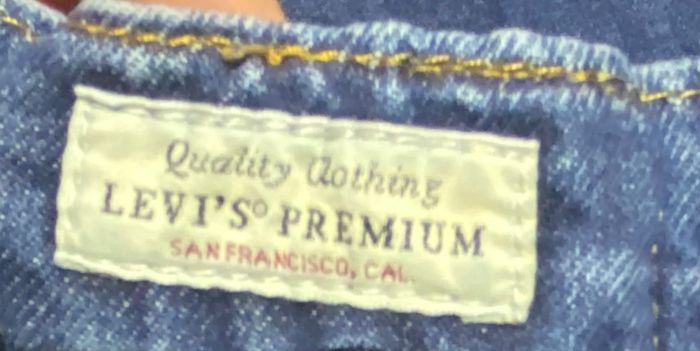 Quality Clothing
LEVI'S® PREMIUM
SAN FRANCISCO, CAL.